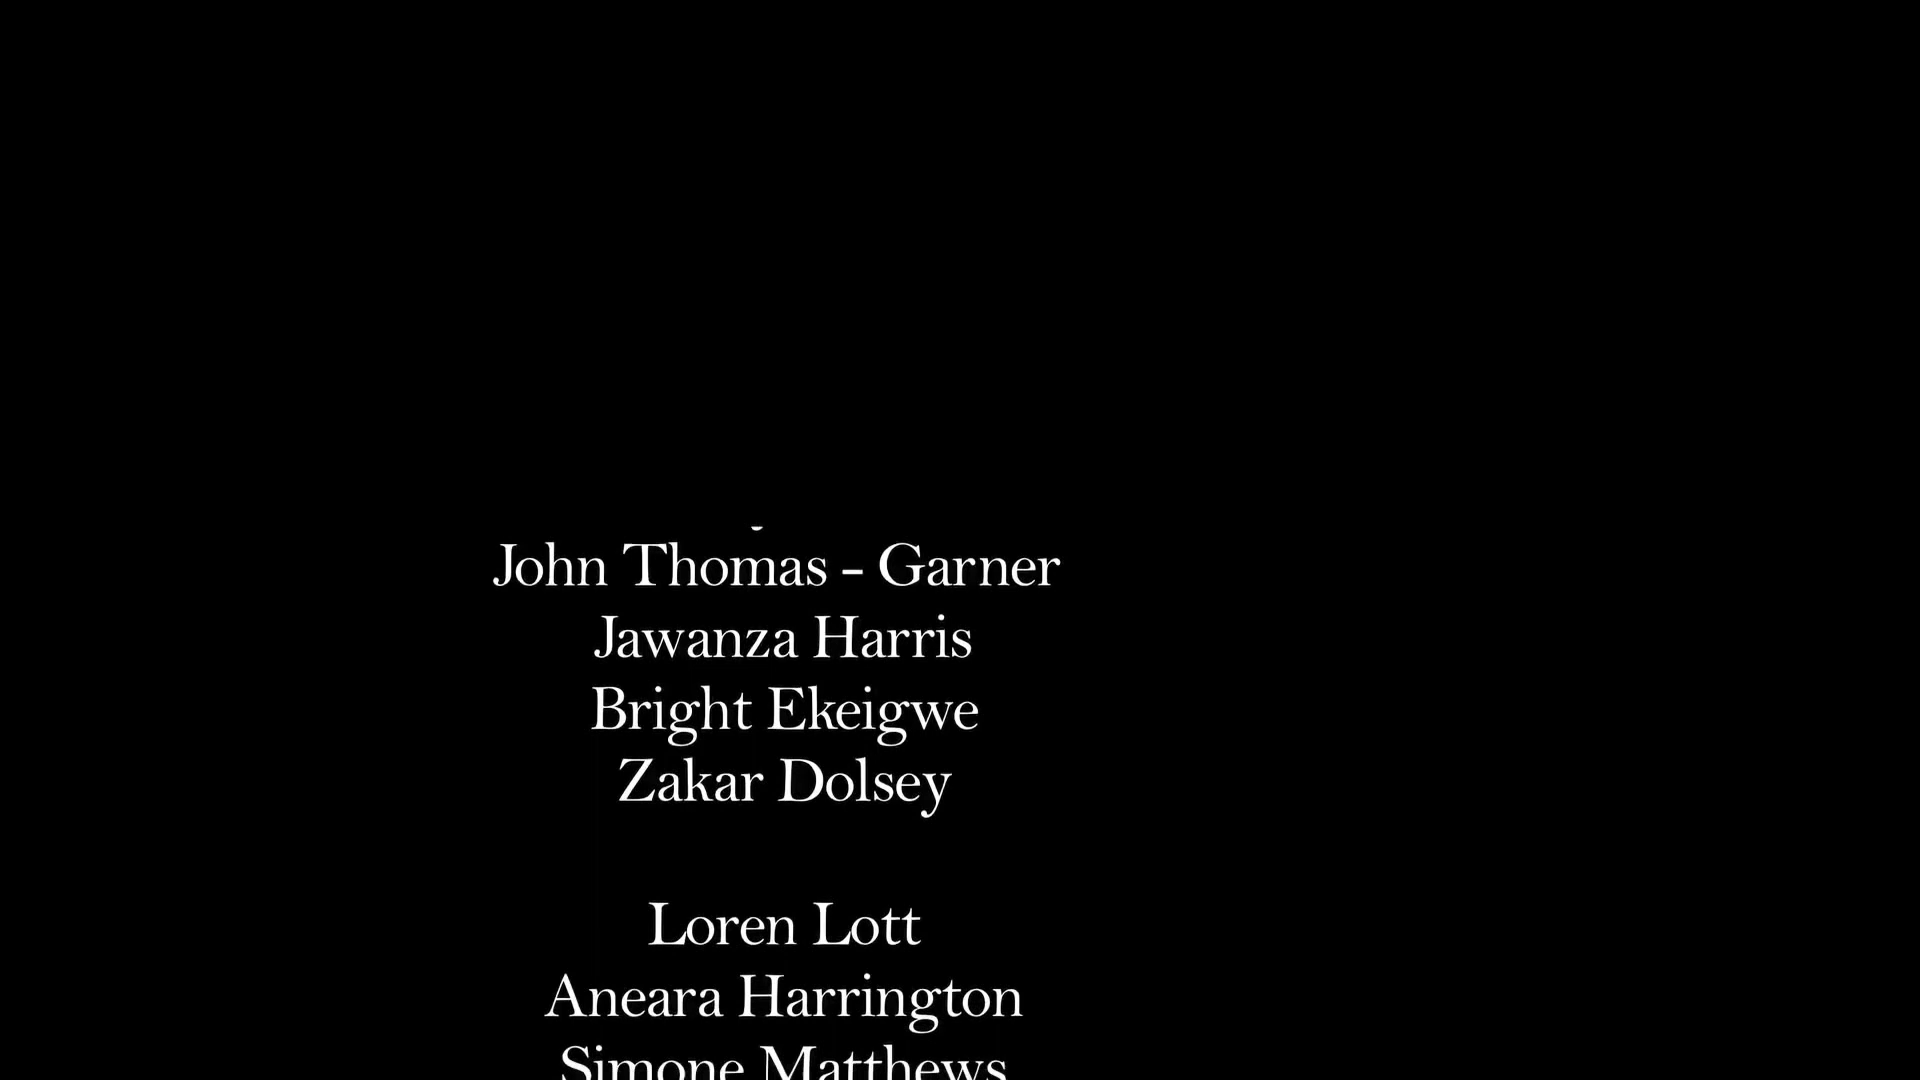 John Thomas – Garner
Jawanza Harris
Bright Ekeigwe
Zakar Dolsey
Loren Lott
Aneara Harrington
Simone Matthews